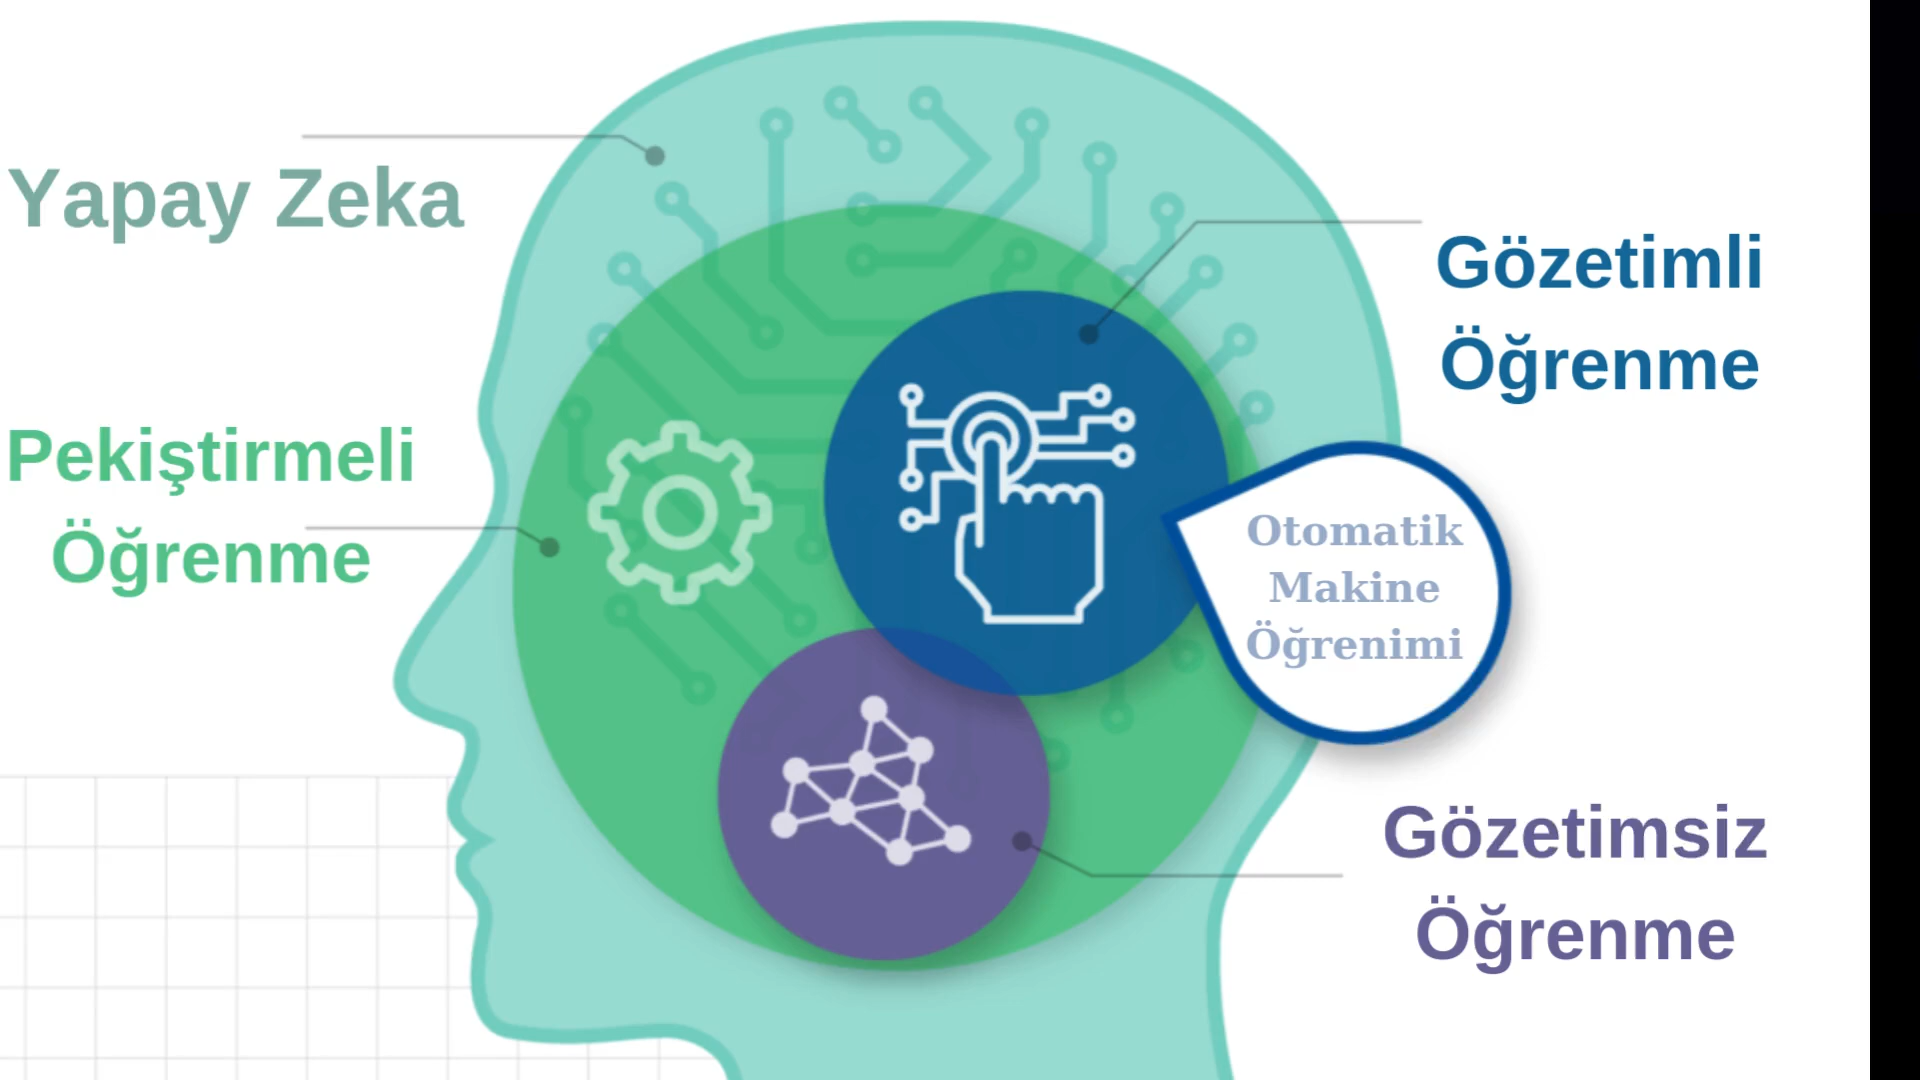 Yapay Zeka
Pekiştirmeli
Öğrenme
Gözetimli
Öğrenme
Otomatik
Makine
Öğrenimi
Gözetimsiz
Öğrenme